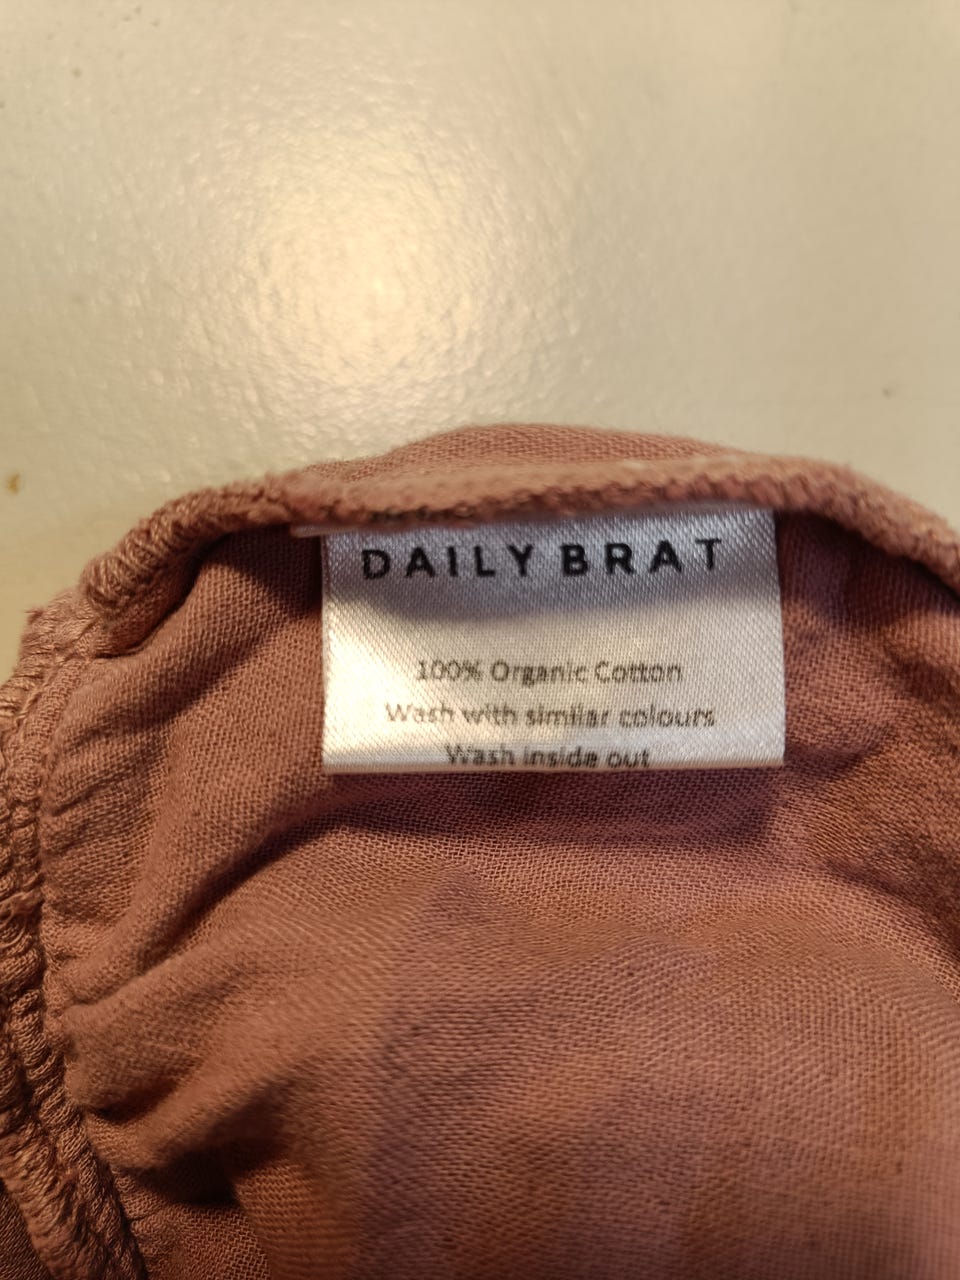 DAILY BRAT
100% Organic Cotton
Wash with similar colours
Wash inside out